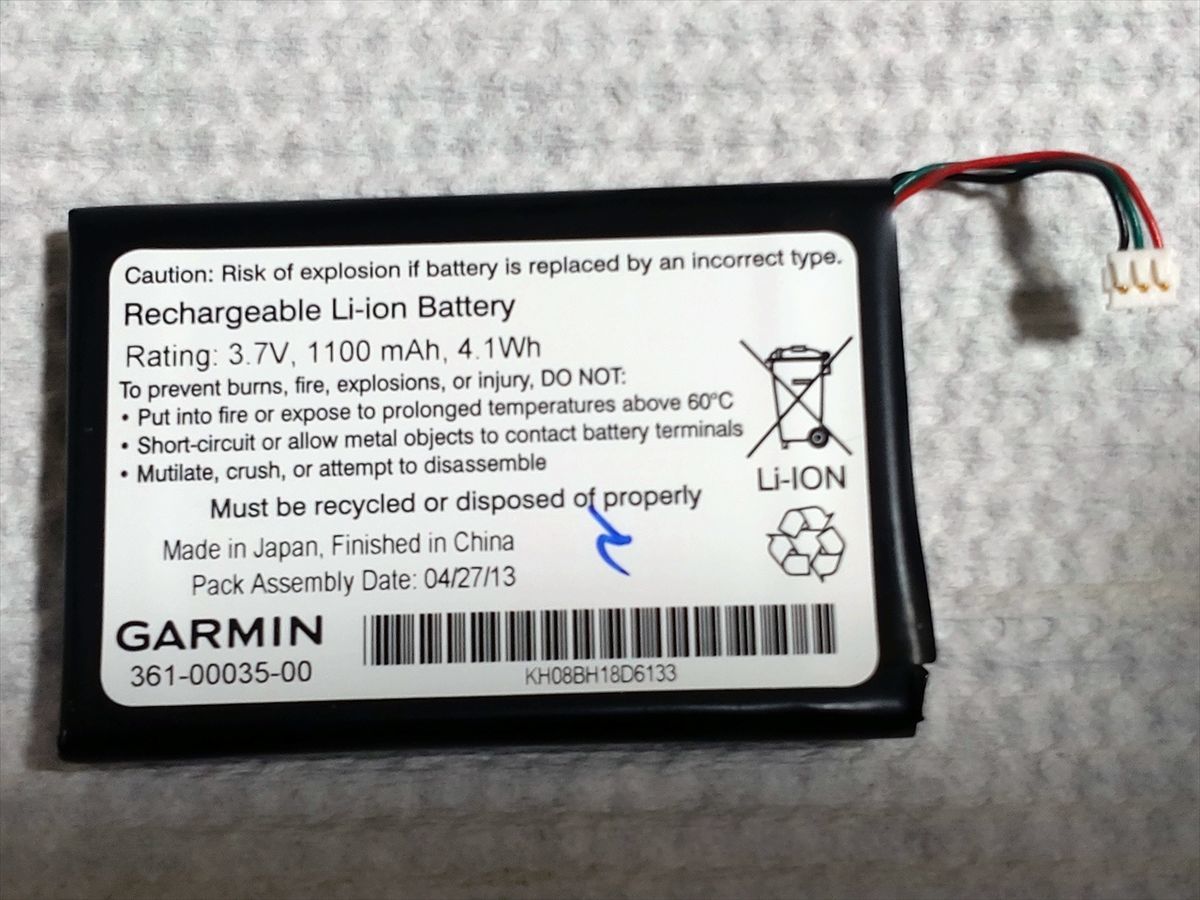 Caution: Risk of explosion if battery is replaced by an incorrect type.
Rechargeable Li-ion Battery
Rating: 3.7V, 1100 mAh, 4.1Wh
To prevent burns, fire, explosions, or injury, DO NOT:
• Put into fire or expose to prolonged temperatures above 60°C
• Short-circuit or allow metal objects to contact battery terminals
• Mutilate, crush, or attempt to disassemble
Li-ION
Must be recycled or disposed of properly
Made in Japan, Finished in China
Pack Assembly Date: 04/27/13
GARMIN
361-00035-00
KH08BH18D6133